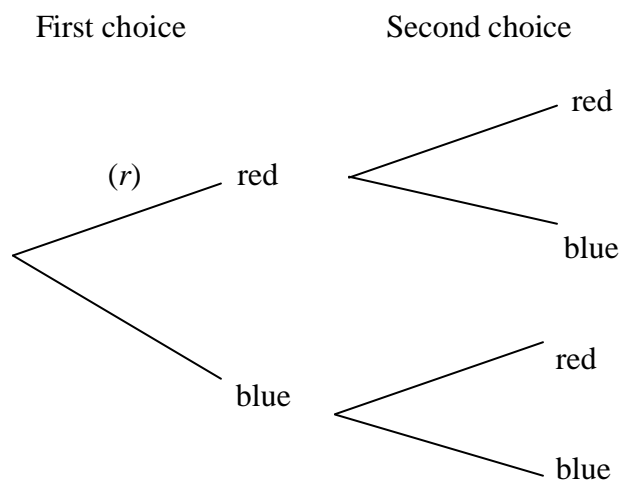 First choice Second choice
red
(r) red
blue
red
blue
blue